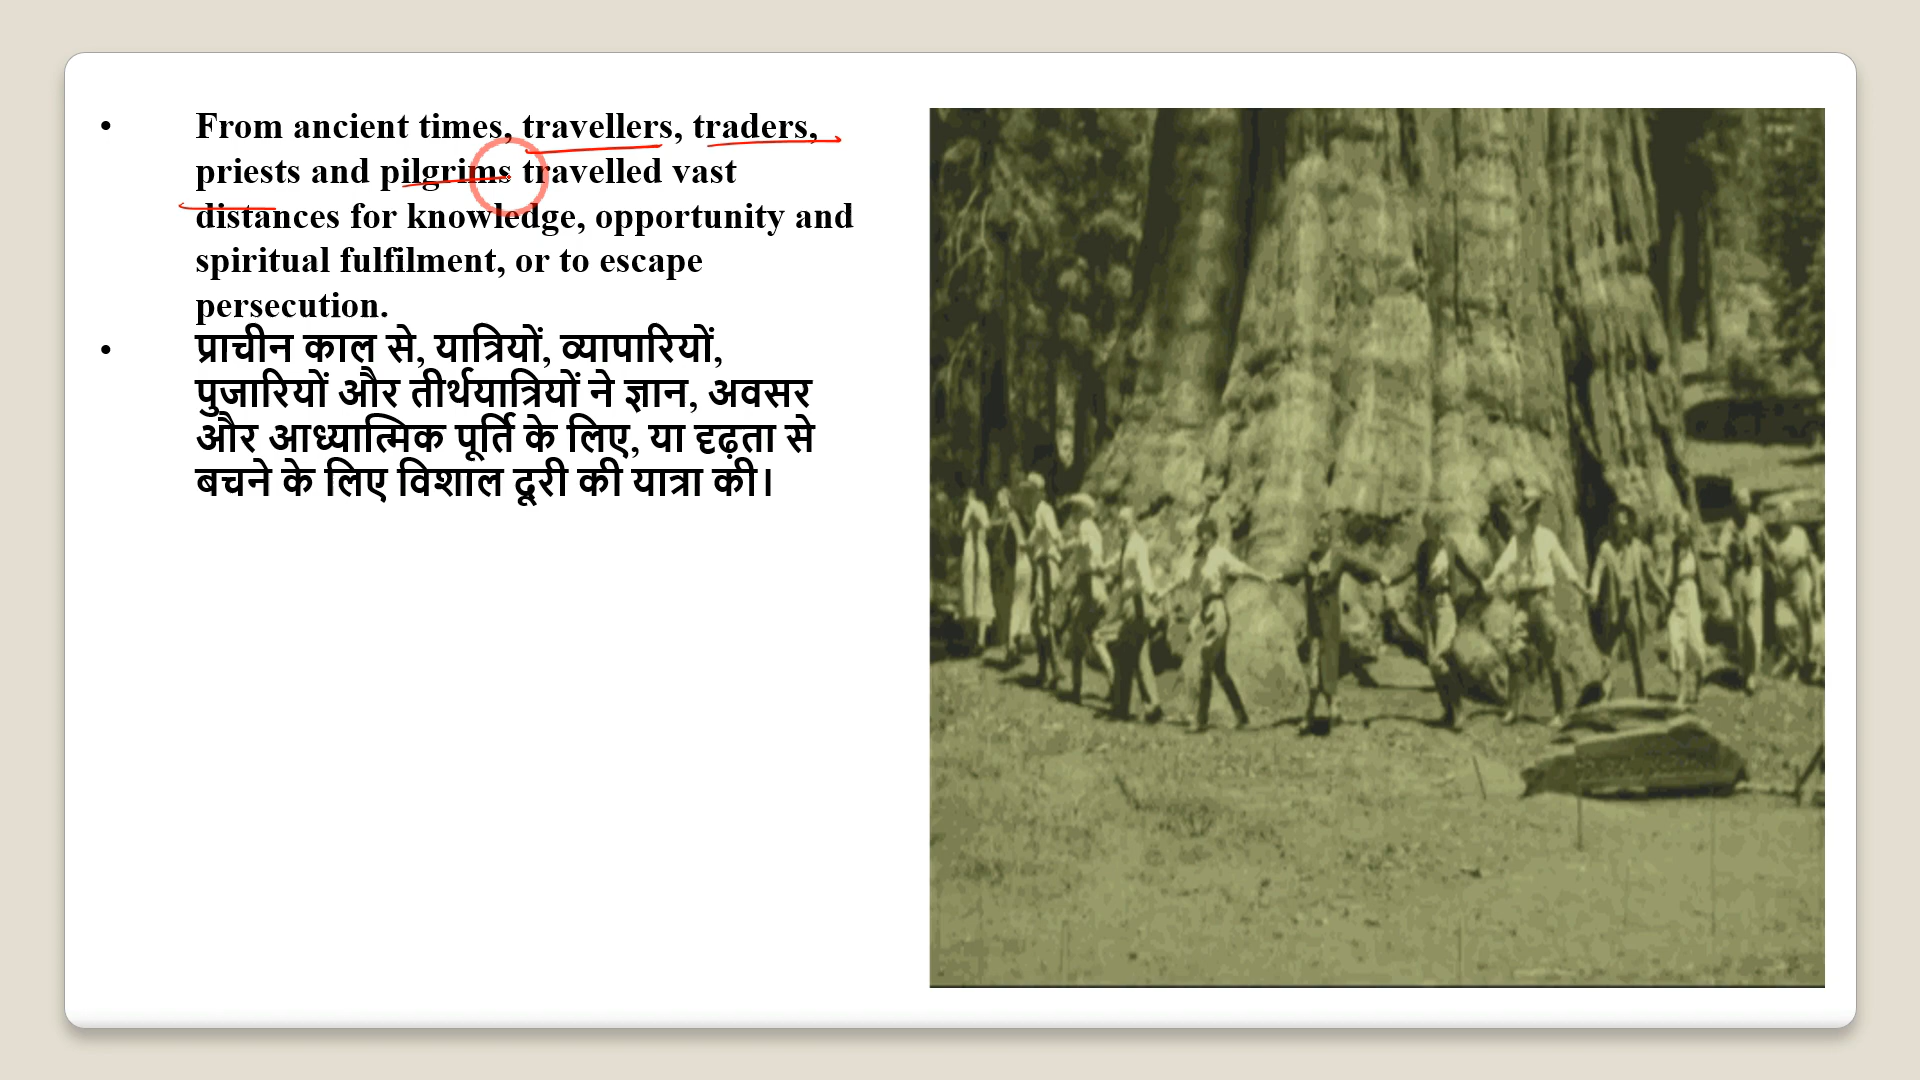 • From ancient times, travellers, traders,
priests and pilgrims travelled vast
distances for knowledge, opportunity and
spiritual fulfilment, or to escape
persecution.
• प्राचीन काल से, यात्रियों, व्यापारियों,
पुजारियों और तीर्थयात्रियों ने ज्ञान, अवसर
और आध्यात्मिक पूर्ति के लिए, या दृढ़ता से
बचने के लिए विशाल दूरी की यात्रा की।